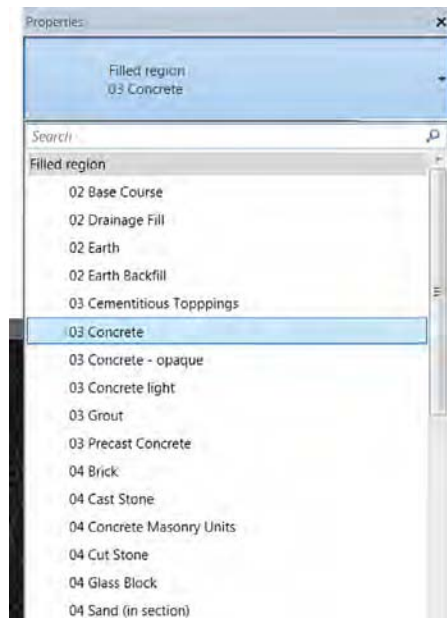 Properties
Filled region
03 Concrete
Search
Filled region
02 Base Course
02 Drainage Fill
02 Earth
02 Earth Backfill
03 Cementitious Topppings
03 Concrete
03 Concrete - opaque
03 Concrete light
03 Grout
03 Precast Concrete
04 Brick
04 Cast Stone
04 Concrete Masonry Units
04 Cut Stone
04 Glass Block
04 Sand (in section)